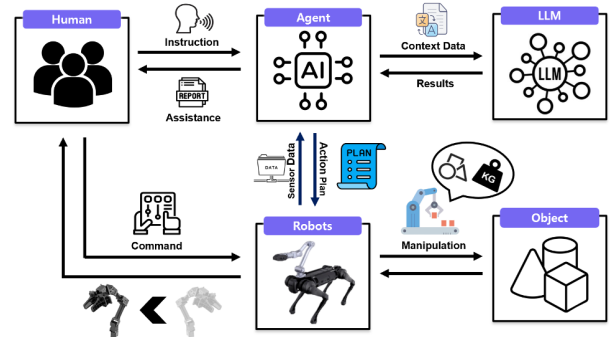 Human
Agent
LLM
Instruction
Context Data
AI
LLM
REPORT
Results
Assistance
DATA
Sensor Data
Action Plan
PLAN
KG
Robots
Object
Command
Manipulation